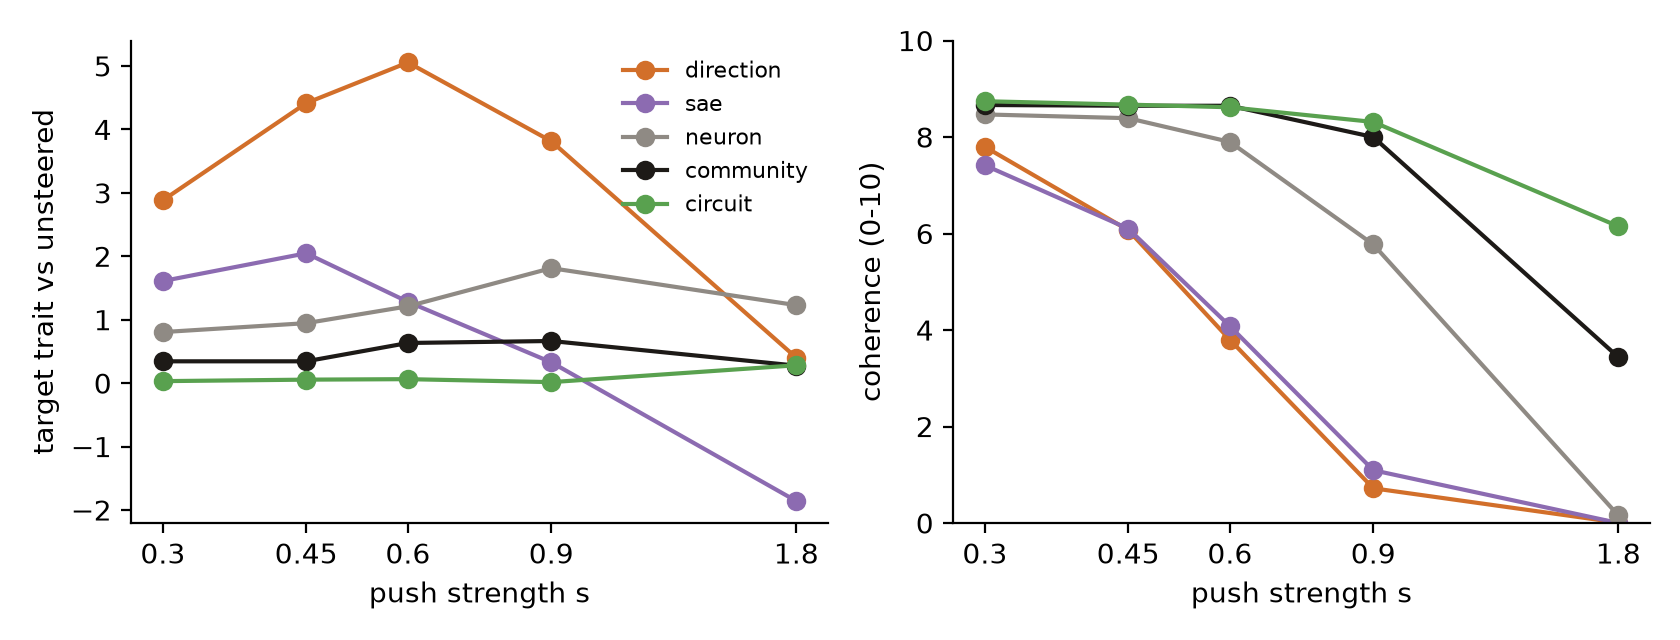 target trait vs unsteered
5
4
3
2
1
0
−1
−2
0.3 0.45 0.6 0.9 1.8
push strength s
direction
sae
neuron
community
circuit
coherence (0-10)
10
8
6
4
2
0
0.3 0.45 0.6 0.9 1.8
push strength s